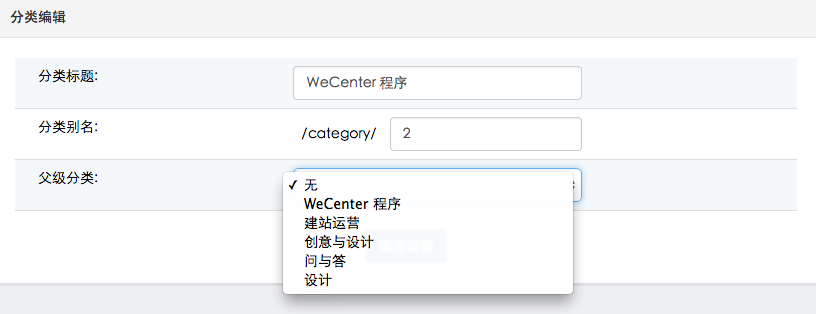 分类编辑
分类标题: WeCenter 程序
分类别名: /category/ 2
父级分类:
✓ 无
WeCenter 程序
建站运营
创意与设计
问与答
设计